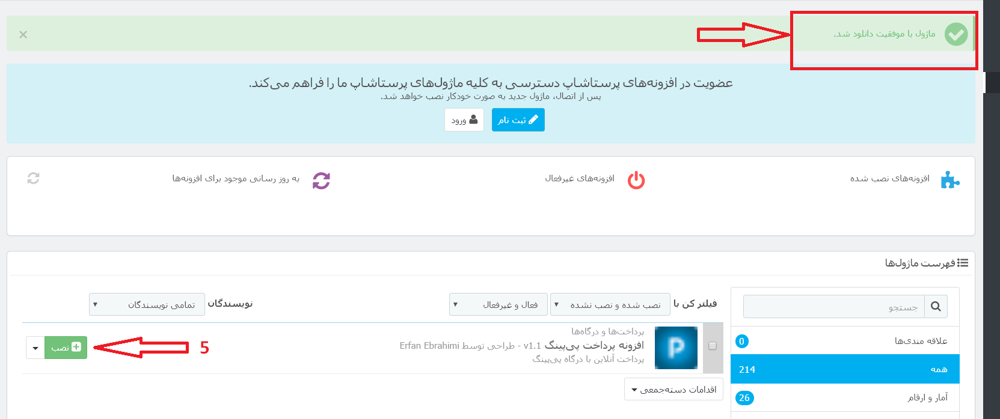 ماژول با موفقیت دانلود شد.
×
عضویت در افزونه‌های پرستاشاپ دسترسی به کلیه ماژول‌های پرستاشاپ ما را فراهم می‌کند.
پس از اتصال، ماژول جدید به صورت خودکار نصب خواهد شد.
ثبت نام
ورود
افزونه‌های نصب شده
افزونه‌های غیرفعال
به روز رسانی موجود برای افزونه‌ها
فهرست ماژول‌ها
جستجو
علاقه مندی‌ها 0
همه 214
آمار و ارقام 26
فیلتر کن با نصب شده و نصب نشده فعال و غیرفعال
نویسندگان تمامی نویسندگان
پرداخت‌ها و درگاه‌ها
افزونه پرداخت پی‌پینگ v1.1 - طراحی توسط Erfan Ebrahimi
پرداخت آنلاین با درگاه پی‌پینگ
5
نصب
اقدامات دسته‌جمعی